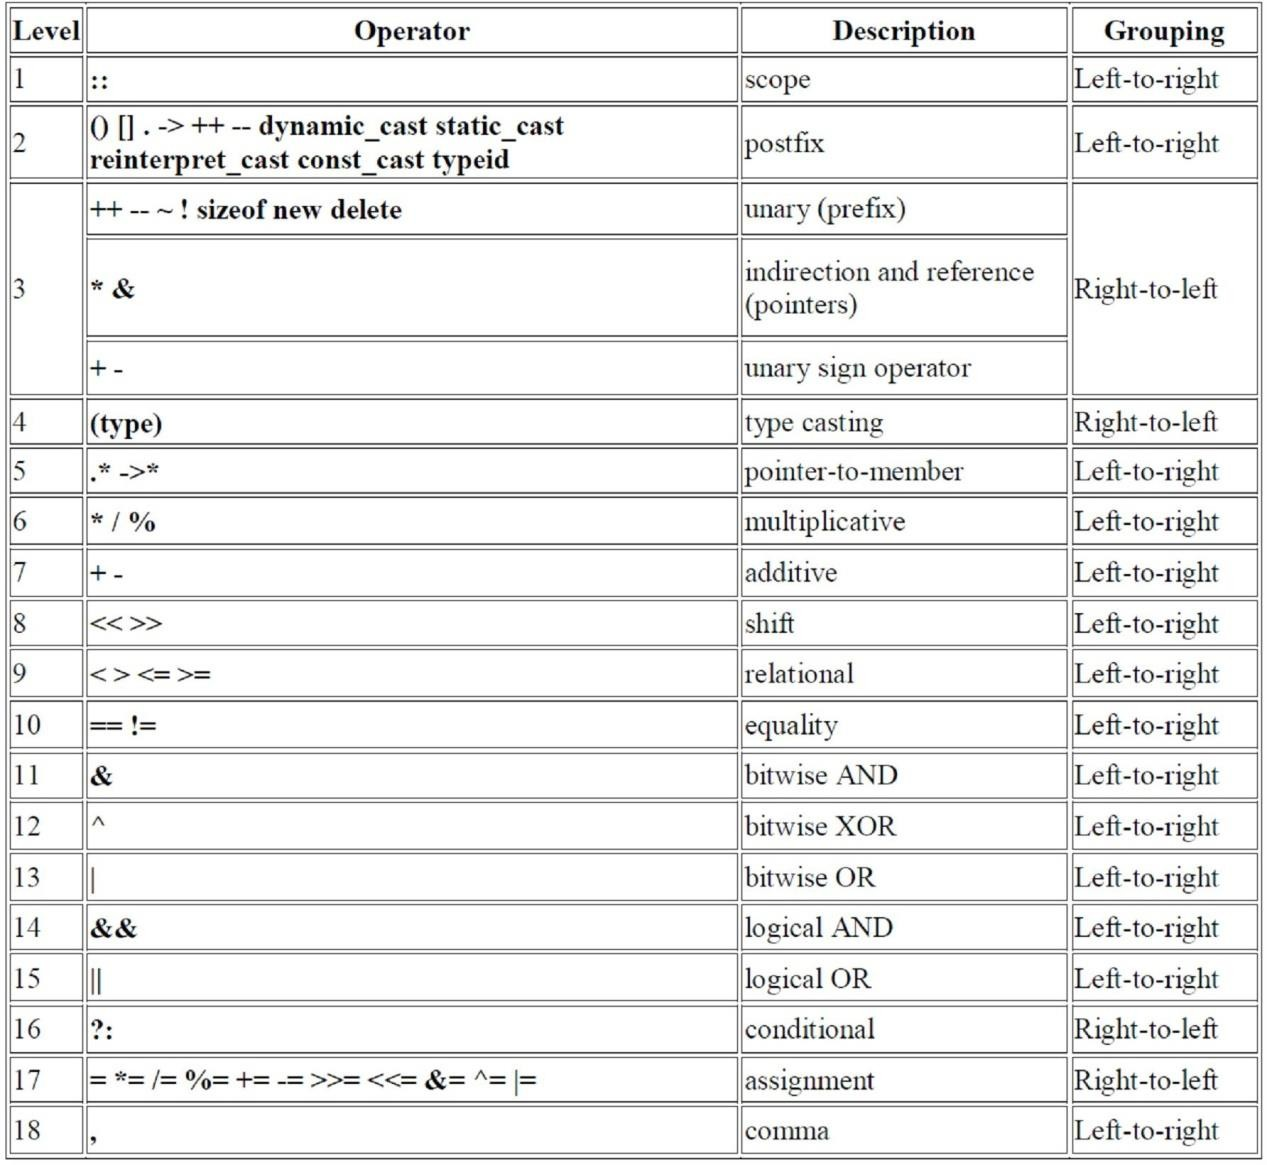 Level Operator Description Grouping
1 :: scope Left-to-right
2 () [] . -> ++ -- dynamic_cast static_cast
reinterpret_cast const_cast typeid postfix Left-to-right
3 ++ -- ~ ! sizeof new delete unary (prefix) Right-to-left
* & indirection and reference
(pointers)
+ - unary sign operator
4 (type) type casting Right-to-left
5 .* ->* pointer-to-member Left-to-right
6 * / % multiplicative Left-to-right
7 + - additive Left-to-right
8 << >> shift Left-to-right
9 < > <= >= relational Left-to-right
10 == != equality Left-to-right
11 & bitwise AND Left-to-right
12 ^ bitwise XOR Left-to-right
13 | bitwise OR Left-to-right
14 && logical AND Left-to-right
15 || logical OR Left-to-right
16 ?: conditional Right-to-left
17 = *= /= %= += -= >>= <<= &= ^= |= assignment Right-to-left
18 , comma Left-to-right